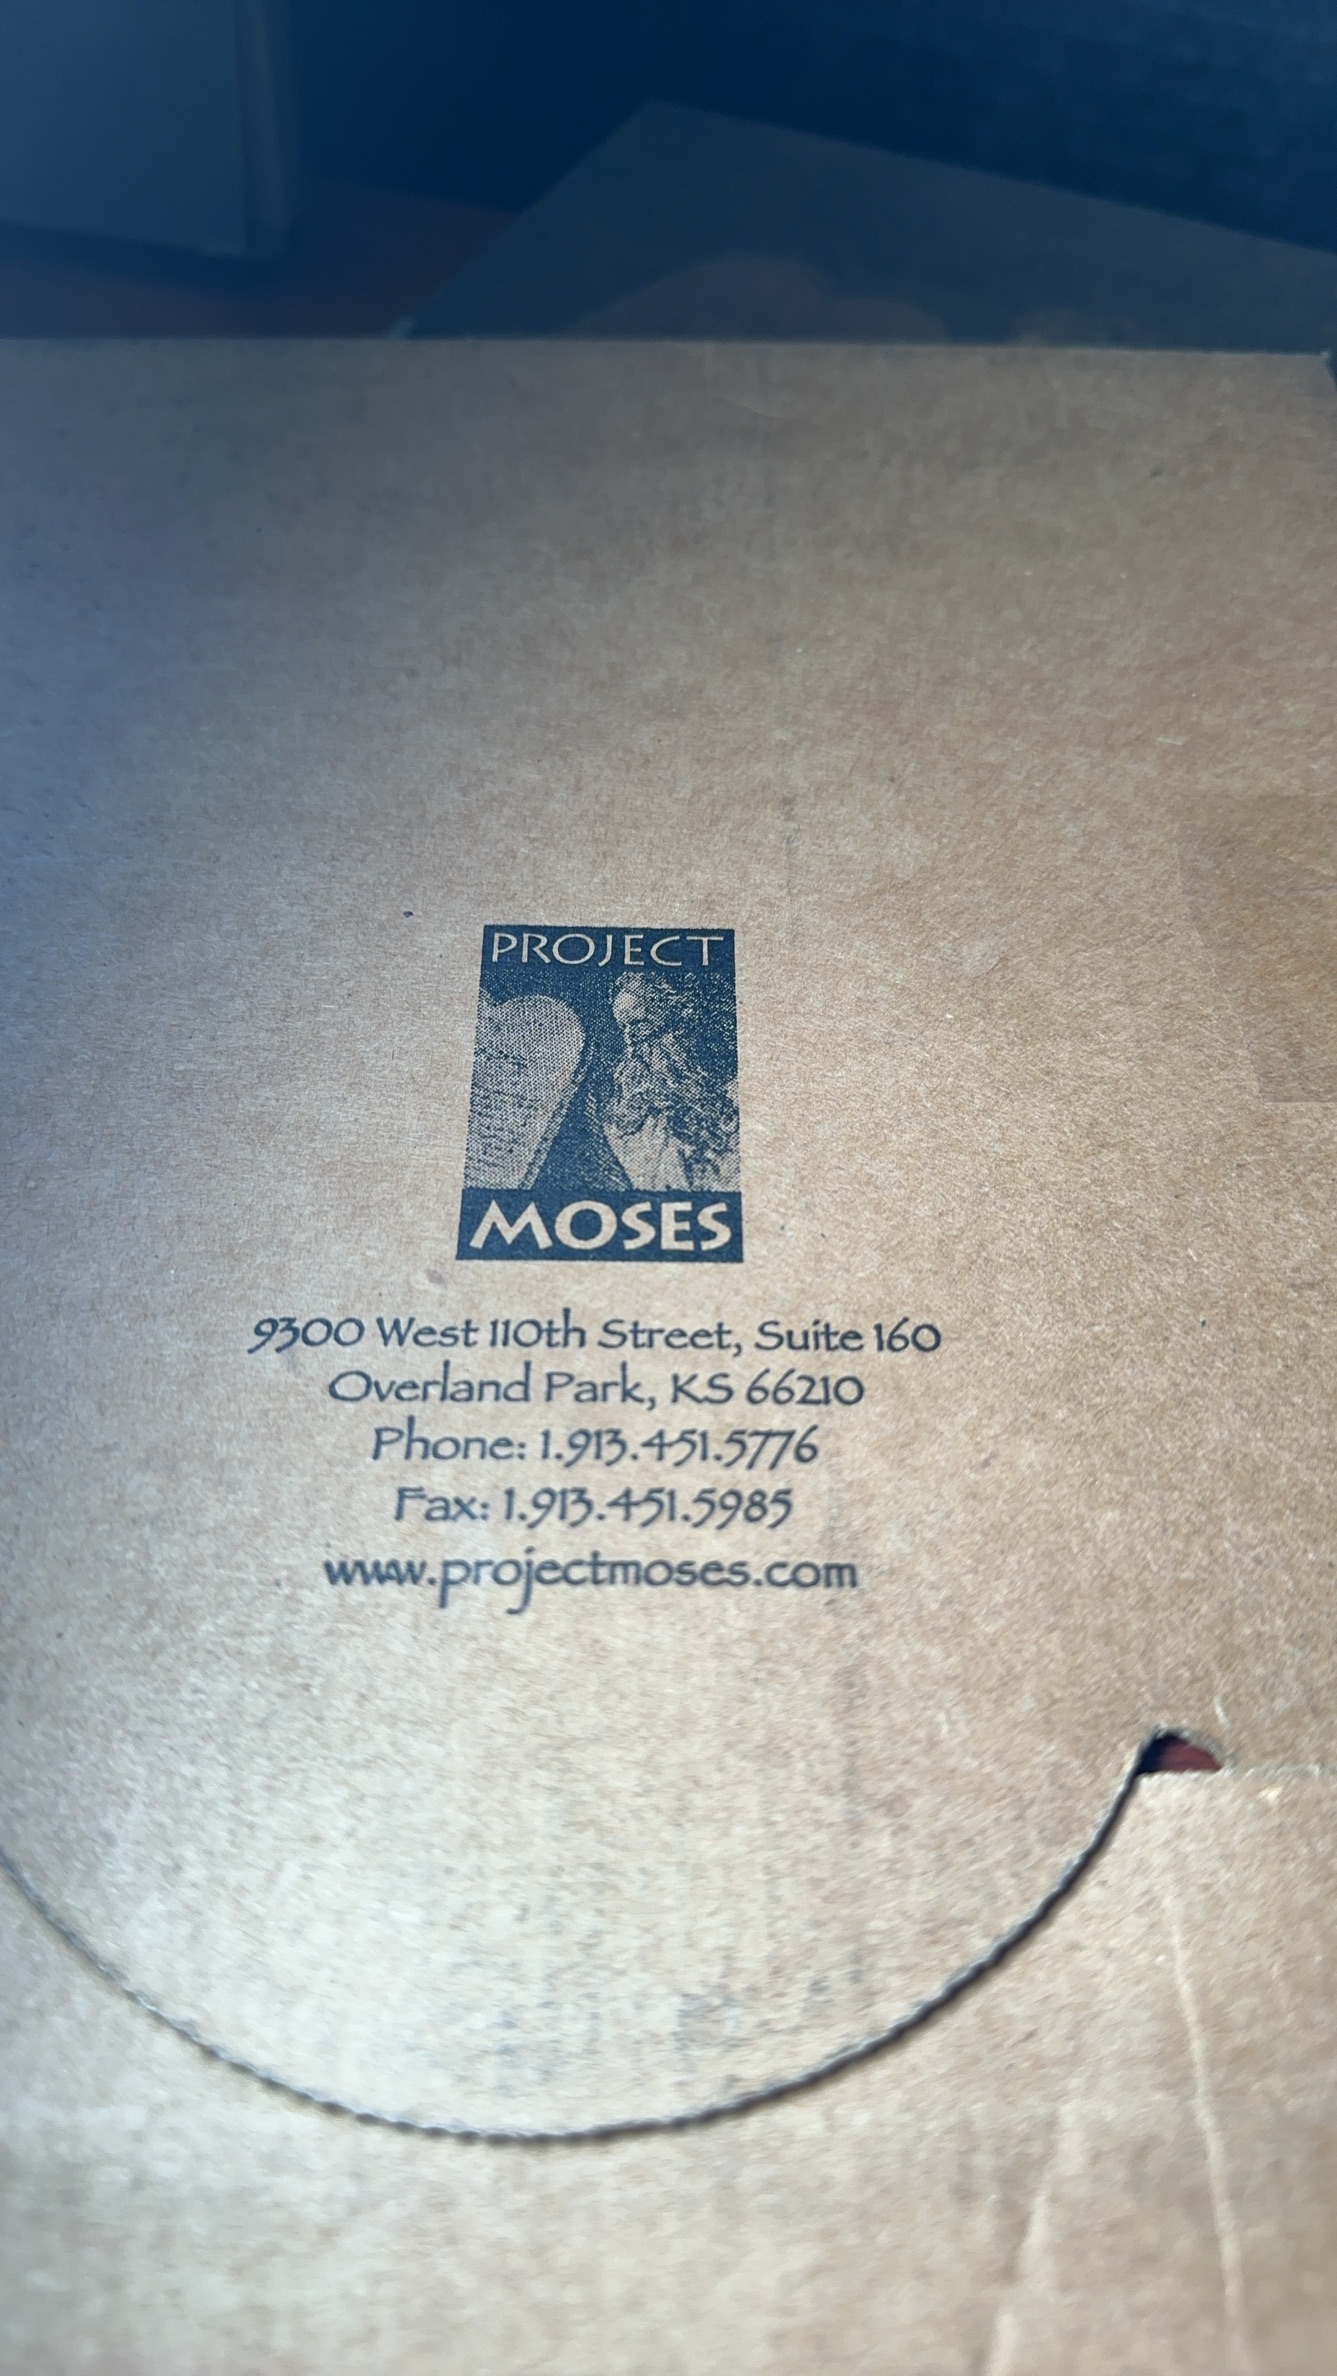 PROJECT
MOSES
9300 West 110th Street, Suite 160
Overland Park, KS 66210
Phone: 1.913.451.5776
Fax: 1.913.451.5985
www.projectmoses.com